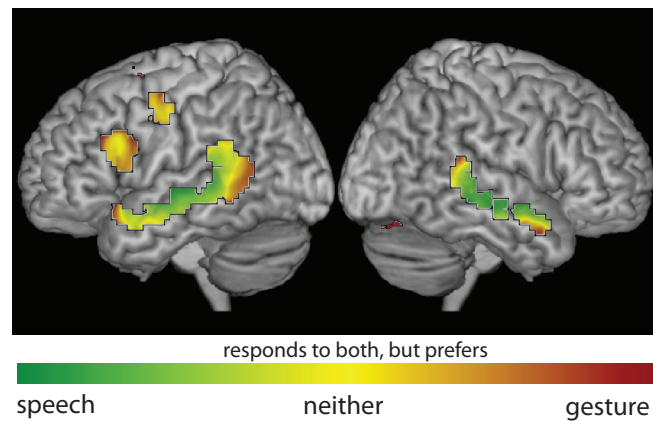 responds to both, but prefers
speech neither gesture